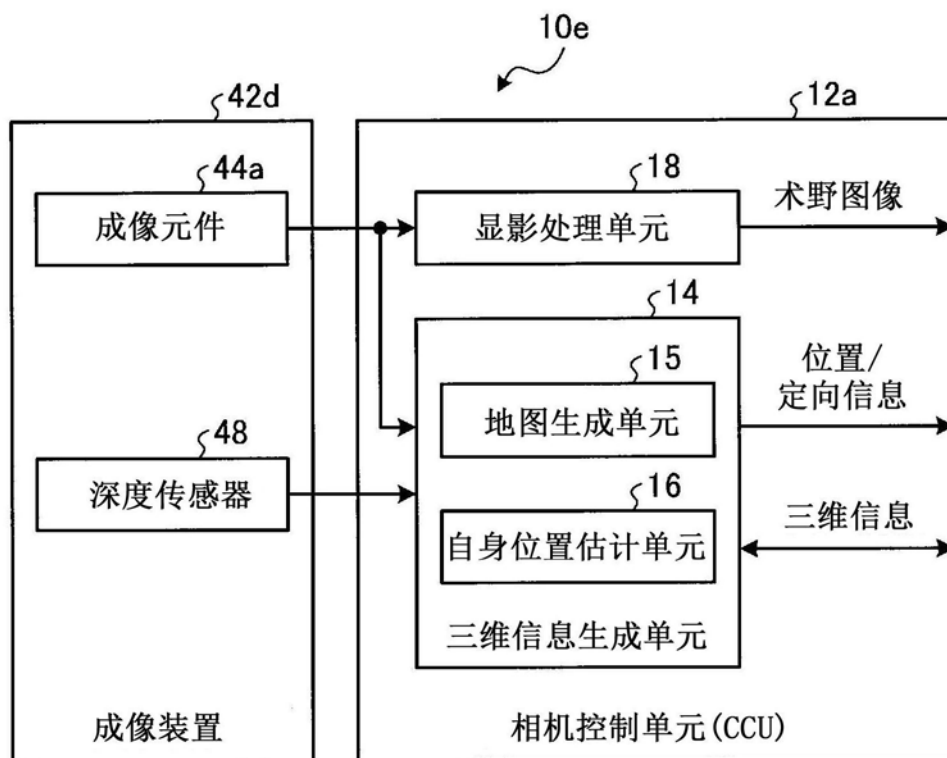 10e
42d
12a
44a
成像元件
18
显影处理单元
术野图像
14
15
地图生成单元
位置/
定向信息
48
深度传感器
16
自身位置估计单元
三维信息
三维信息生成单元
成像装置
相机控制单元(CCU)